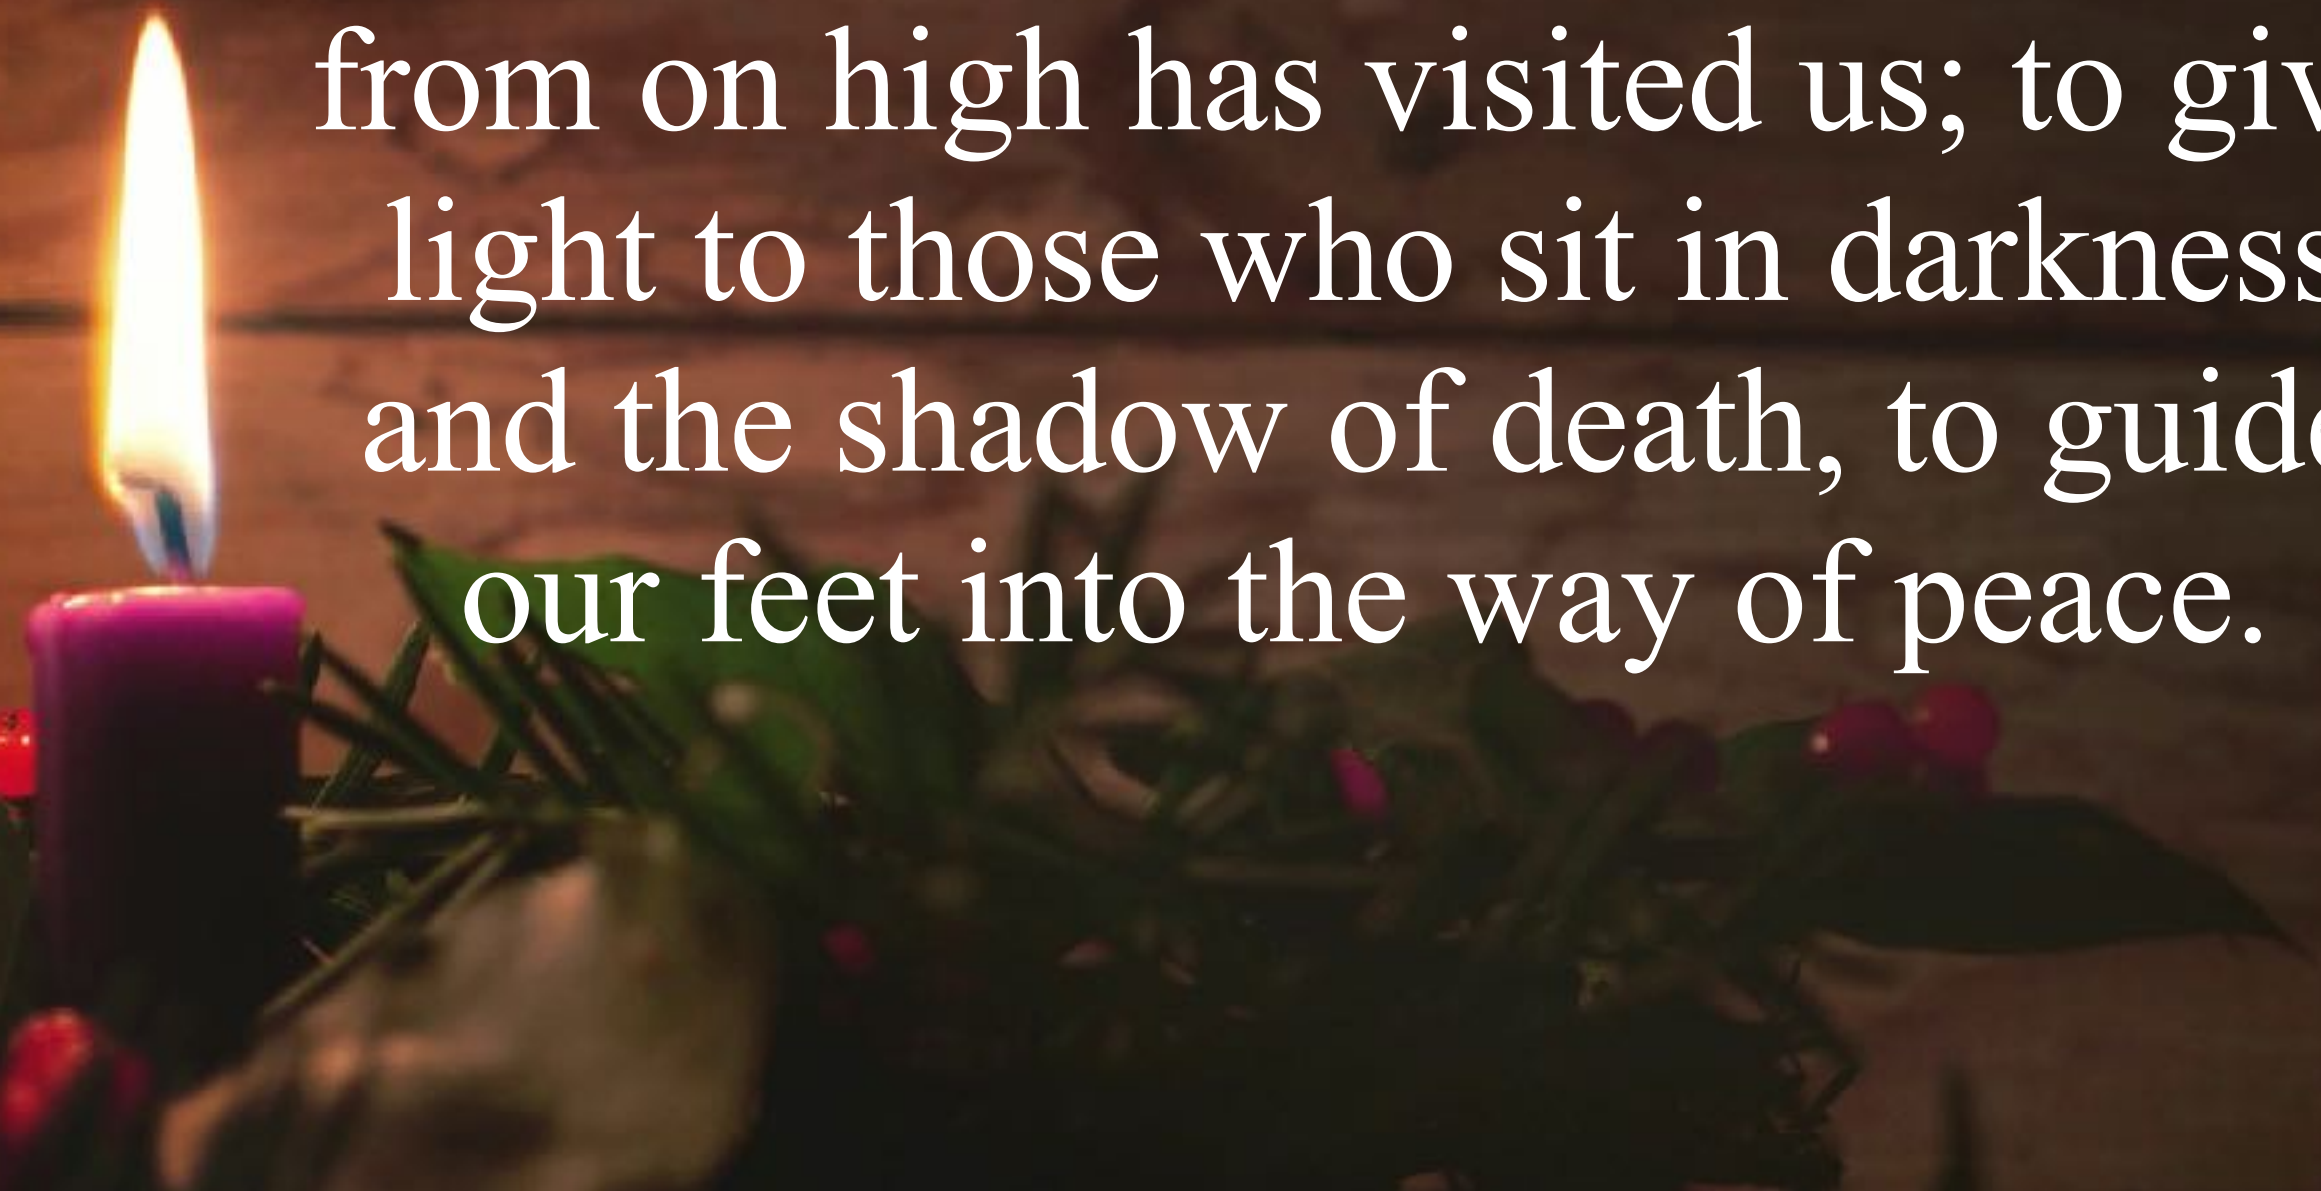 from on high has visited us; to giv
light to those who sit in darkness
and the shadow of death, to guide
our feet into the way of peace.